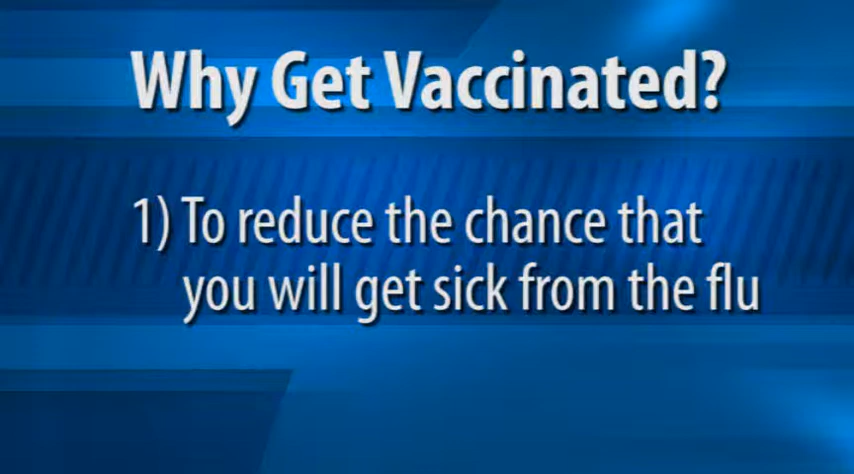 Why Get Vaccinated?
1) To reduce the chance that
you will get sick from the flu